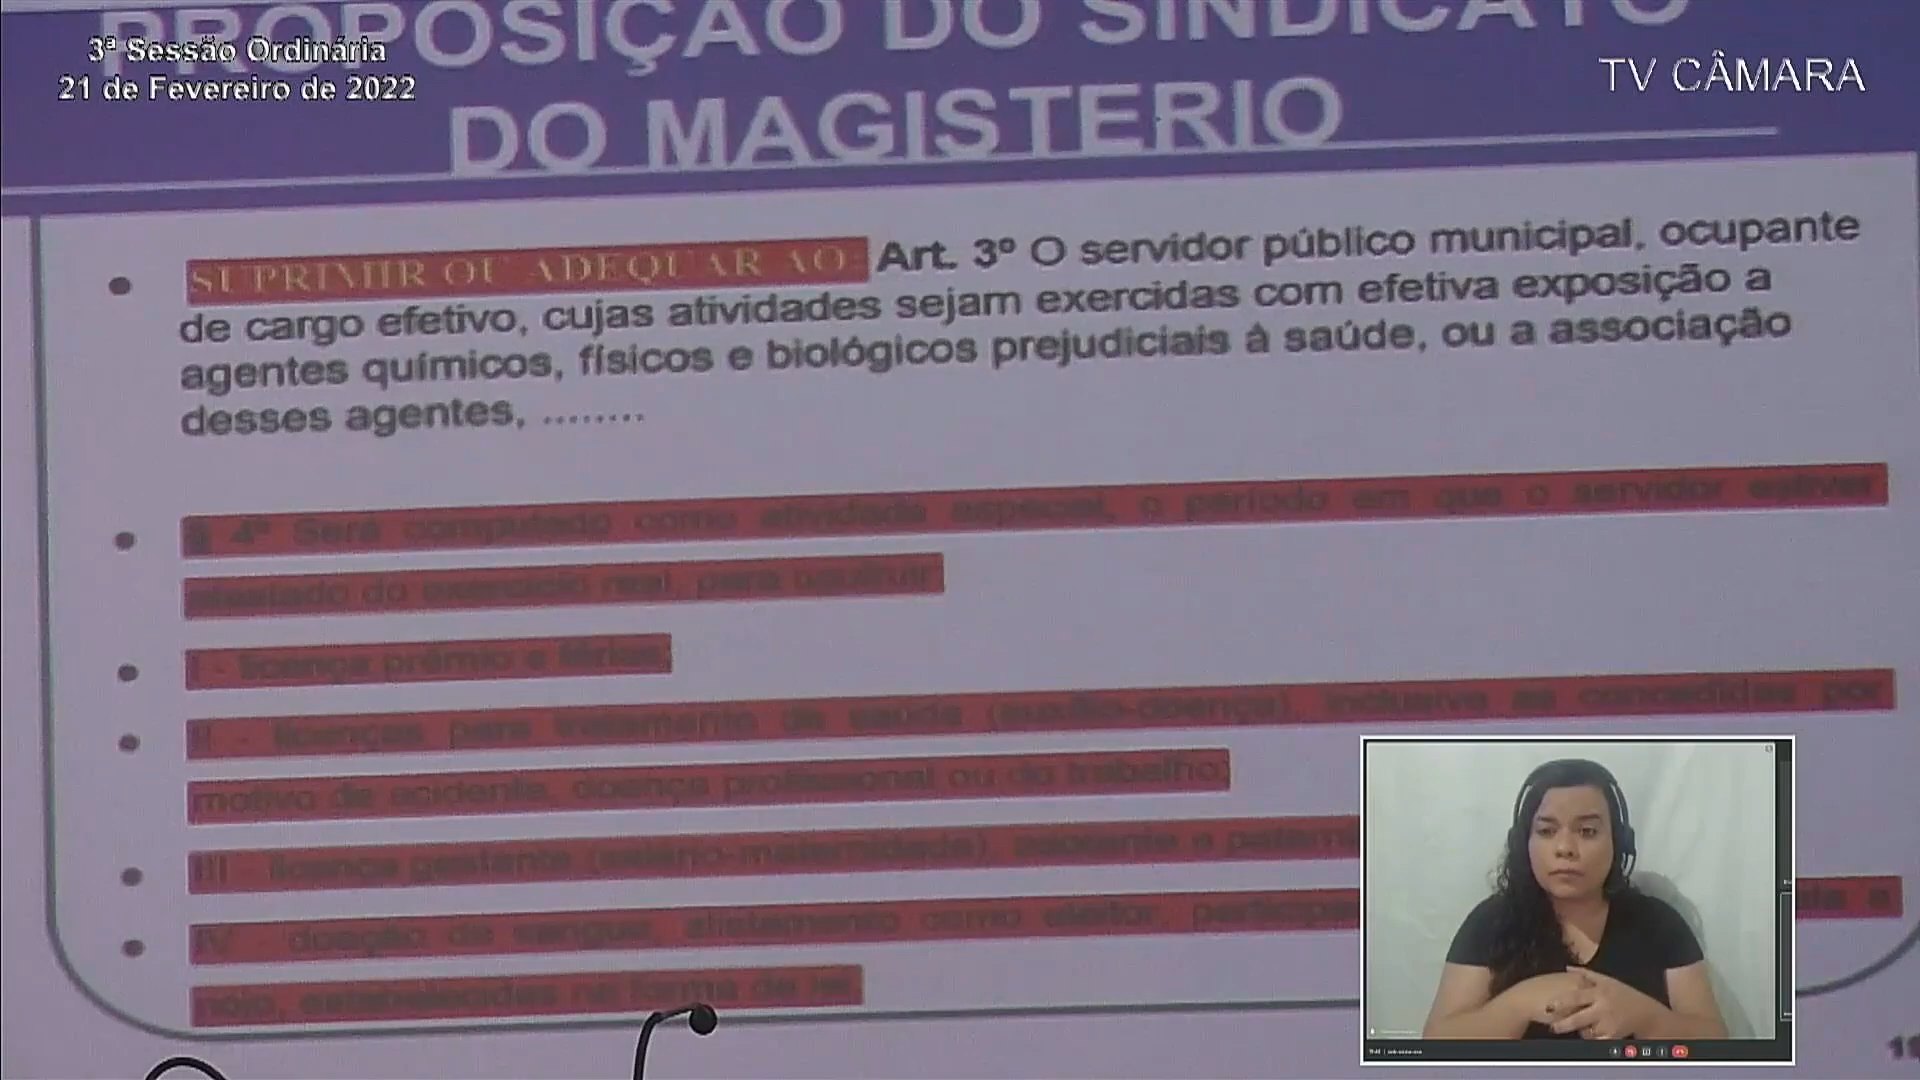 PROPOSIÇÃO DO SINDICATO
3ª Sessão Ordinária
21 de Fevereiro de 2022
TV CÂMARA
DO MAGISTERIO
SUPRIMIR OU ADEQUAR AO: Art. 3º O servidor público municipal, ocupante
de cargo efetivo, cujas atividades sejam exercidas com efetiva exposição a
agentes químicos, físicos e biológicos prejudiciais à saúde, ou a associação
desses agentes, ........
§ 4º Será computado como atividade especial, o período em que o servidor estiver
afastado do exercício real, para usufruir:
I - licença prêmio e férias;
II - licenças para tratamento de saúde (auxílio-doença), inclusive as concedidas por
motivo de acidente, doença profissional ou do trabalho;
III - licença gestante (salário-maternidade), adotante e
IV - doação de sangue, alistamento como eleitor,
nojo, estabelecidas na forma da lei.